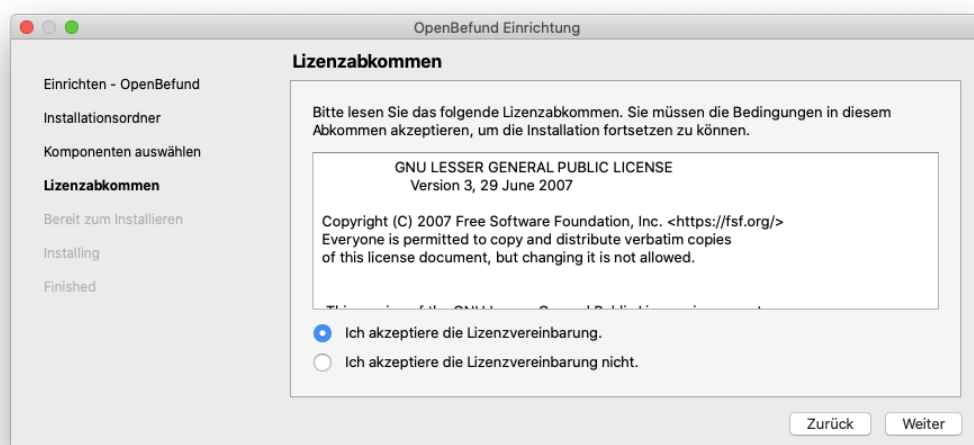 OpenBefund Einrichtung
Einrichten - OpenBefund
Installationsordner
Komponenten auswählen
Lizenzabkommen
Bereit zum Installieren
Installing
Finished
Lizenzabkommen
Bitte lesen Sie das folgende Lizenzabkommen. Sie müssen die Bedingungen in diesem
Abkommen akzeptieren, um die Installation fortsetzen zu können.
GNU LESSER GENERAL PUBLIC LICENSE
Version 3, 29 June 2007
Copyright (C) 2007 Free Software Foundation, Inc. <https://fsf.org/>
Everyone is permitted to copy and distribute verbatim copies
of this license document, but changing it is not allowed.
Ich akzeptiere die Lizenzvereinbarung.
Ich akzeptiere die Lizenzvereinbarung nicht.
Zurück
Weiter